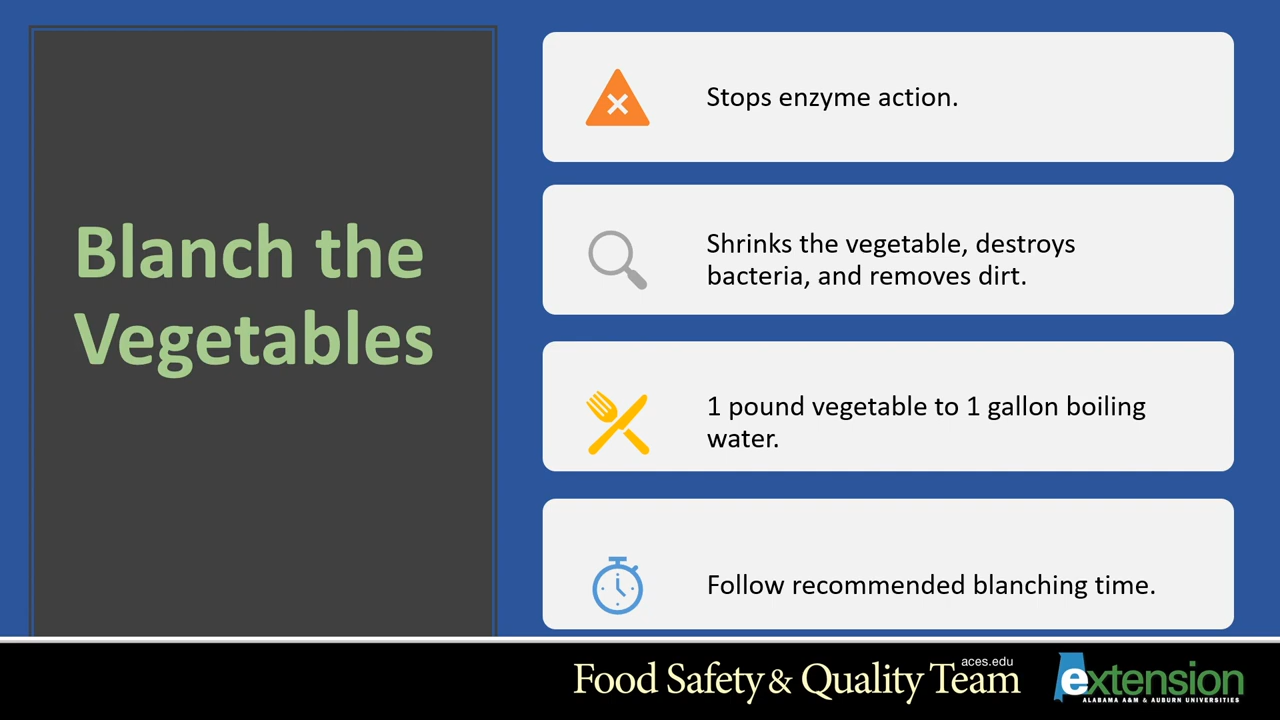 Blanch the
Vegetables
Stops enzyme action.
Shrinks the vegetable, destroys
bacteria, and removes dirt.
1 pound vegetable to 1 gallon boiling
water.
Follow recommended blanching time.
aces.edu
Food Safety & Quality Team
extension
ALABAMA A&M & AUBURN UNIVERSITIES